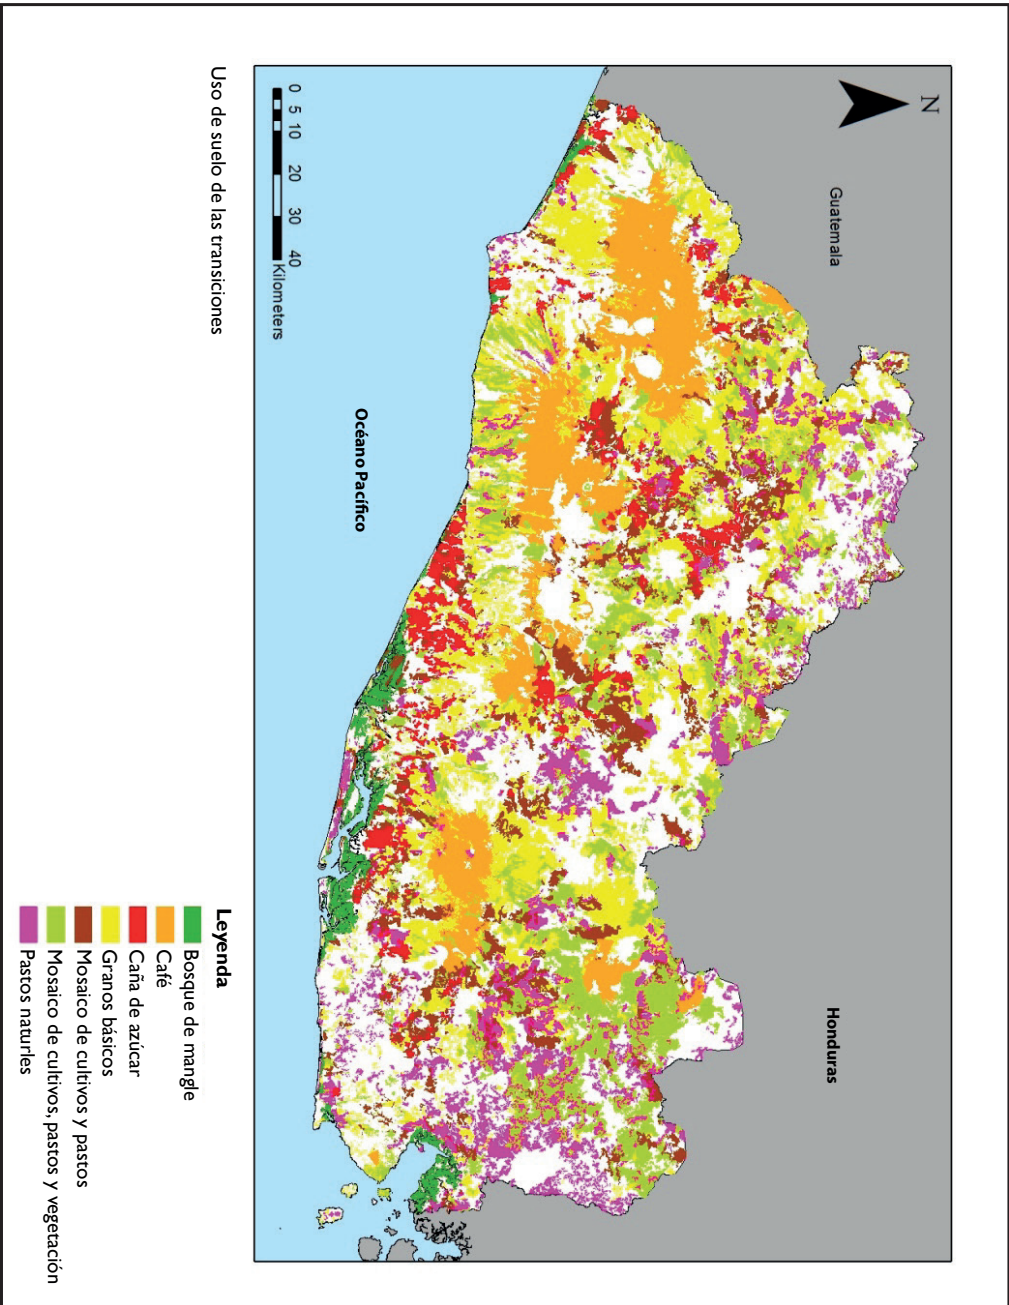 N
Guatemala
Honduras
Océano Pacífico
0 5 10 20 30 40
Kilometers
Uso de suelo de las transiciones
Leyenda
Bosque de mangle
Café
Caña de azúcar
Granos básicos
Mosaico de cultivos y pastos
Mosaico de cultivos, pastos y vegetación
Pastos naturles